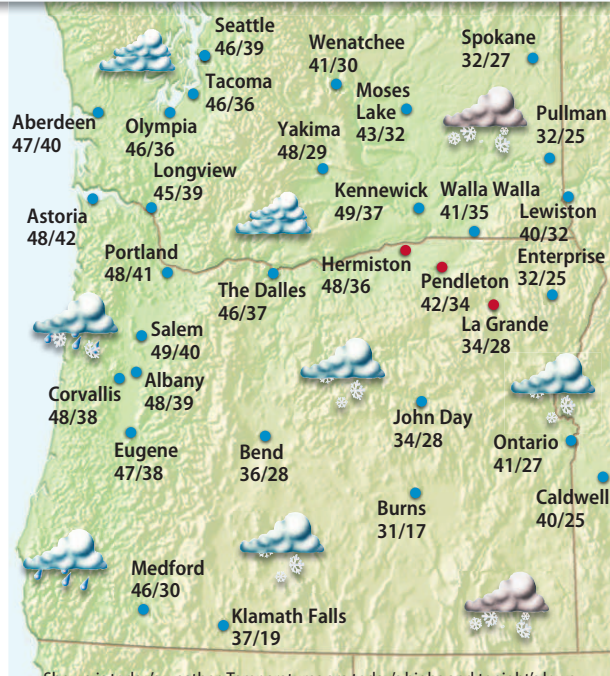 Seattle
46/39
Wenatchee
41/30
Spokane
32/27
Tacoma
46/36
Moses
Lake
43/32
Aberdeen
47/40
Olympia
46/36
Yakima
48/29
Pullman
32/25
Longview
45/39
Kennewick
49/37
Walla Walla
41/35
Lewiston
40/32
Astoria
48/42
Portland
48/41
The Dalles
46/37
Hermiston
48/36
Pendleton
42/34
Enterprise
32/25
La Grande
34/28
Salem
49/40
Corvallis
48/38
Albany
48/39
John Day
34/28
Eugene
47/38
Bend
36/28
Ontario
41/27
Burns
31/17
Caldwell
40/25
Medford
46/30
Klamath Falls
37/19